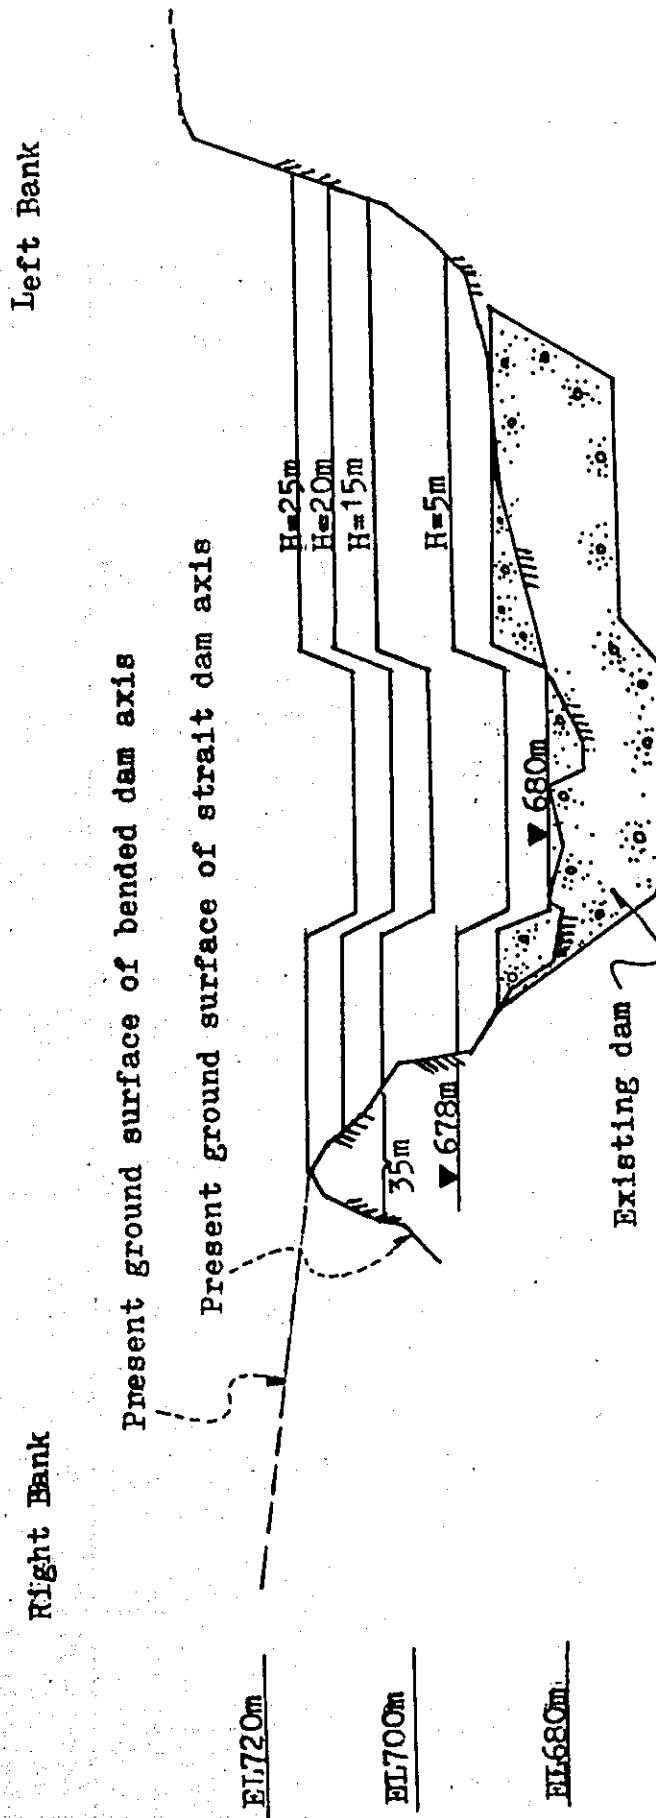 Right Bank
Left Bank
Present ground surface of bended dam axis
Present ground surface of strait dam axis
EL720m
H=25m
H=20m
H=15m
EL700m
35m
H=5m
▼ 678m
▼ 680m
EL680m
Existing dam